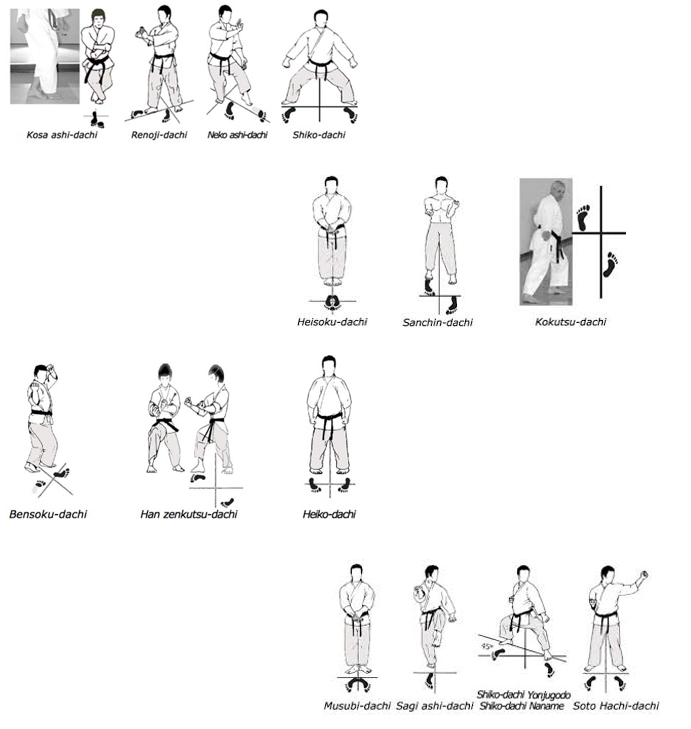 Kosa ashi-dachi
Renoji-dachi
Neko ashi-dachi
Shiko-dachi
Heisoku-dachi
Sanchin-dachi
Kokutsu-dachi
Bensoku-dachi
Han zenkutsu-dachi
Heiko-dachi
45°
Musubi-dachi
Sagi ashi-dachi
Shiko-dachi Yonjugodo
Shiko-dachi Naname
Soto Hachi-dachi